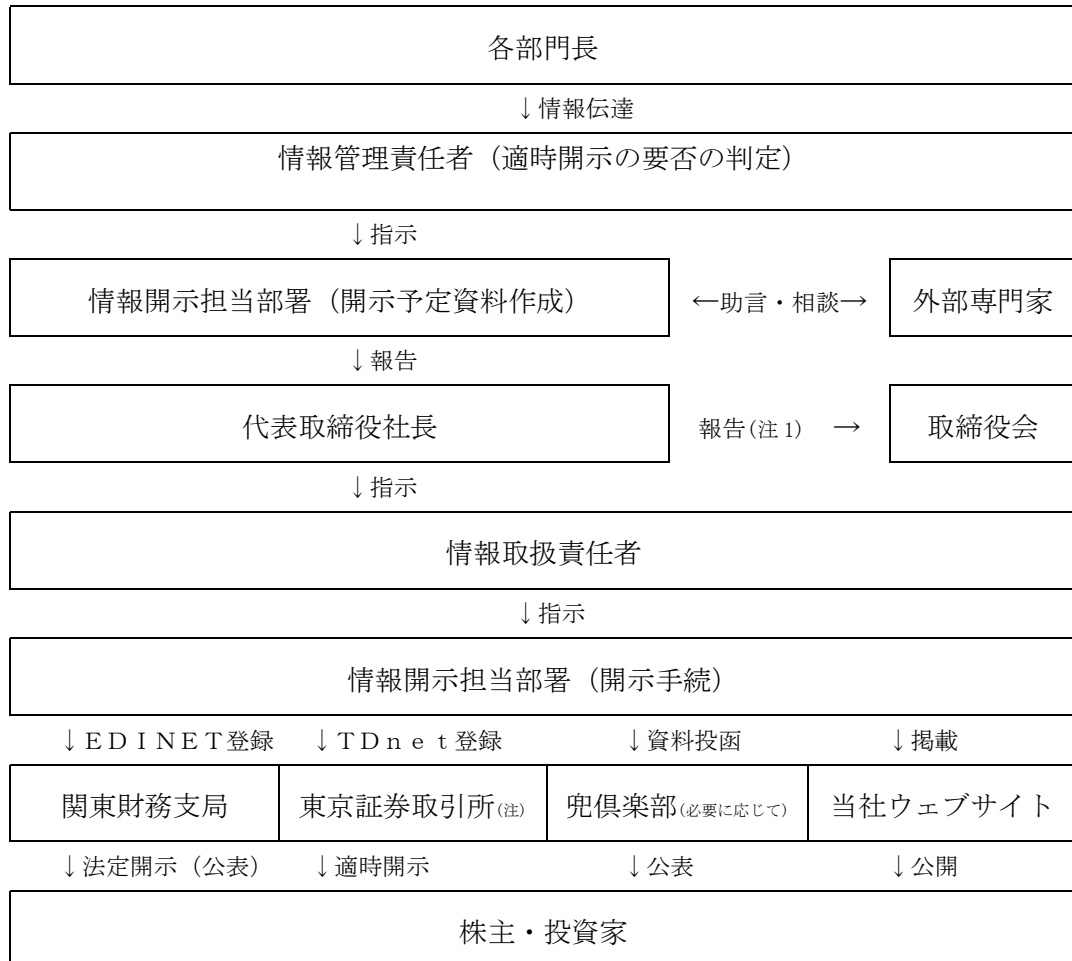 各部門長
↓情報伝達
情報管理責任者（適時開示の要否の判定）
↓指示
情報開示担当部署（開示予定資料作成） ←助言・相談→ 外部専門家
↓報告
代表取締役社長 報告(注1) → 取締役会
↓指示
情報取扱責任者
↓指示
情報開示担当部署（開示手続）
↓ＥＤＩＮＥＴ登録 ↓ＴＤｎｅｔ登録 ↓資料投函 ↓掲載
関東財務支局 東京証券取引所(注) 兜倶楽部(必要に応じて) 当社ウェブサイト
↓法定開示（公表） ↓適時開示 ↓公表 ↓公開
株主・投資家